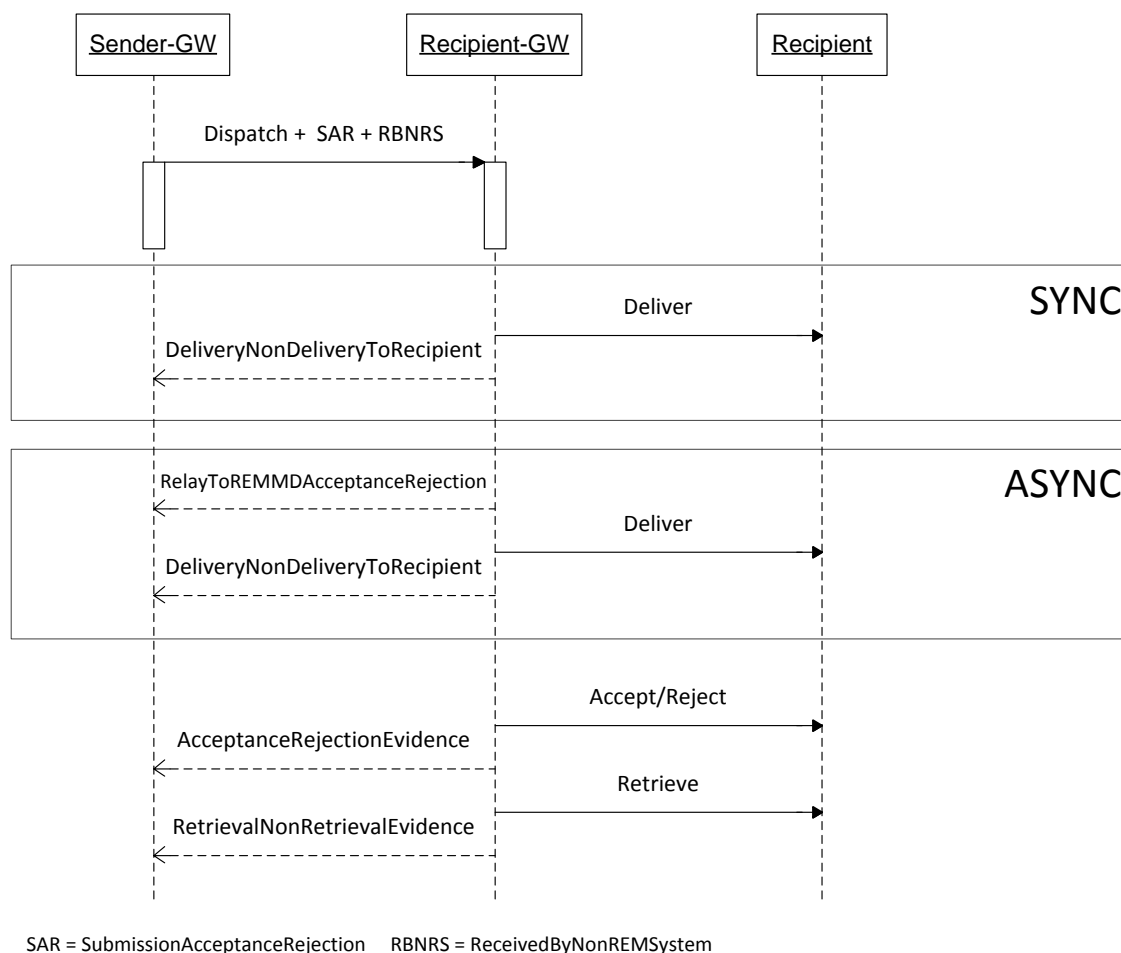 Sender-GW
Recipient-GW
Recipient
Dispatch + SAR + RBNRS
SYNC
Deliver
DeliveryNonDeliveryToRecipient
ASYNC
RelayToREMMDAcceptanceRejection
Deliver
DeliveryNonDeliveryToRecipient
Accept/Reject
AcceptanceRejectionEvidence
Retrieve
RetrievalNonRetrievalEvidence
SAR = SubmissionAcceptanceRejection RBNRS = ReceivedByNonREMSystem